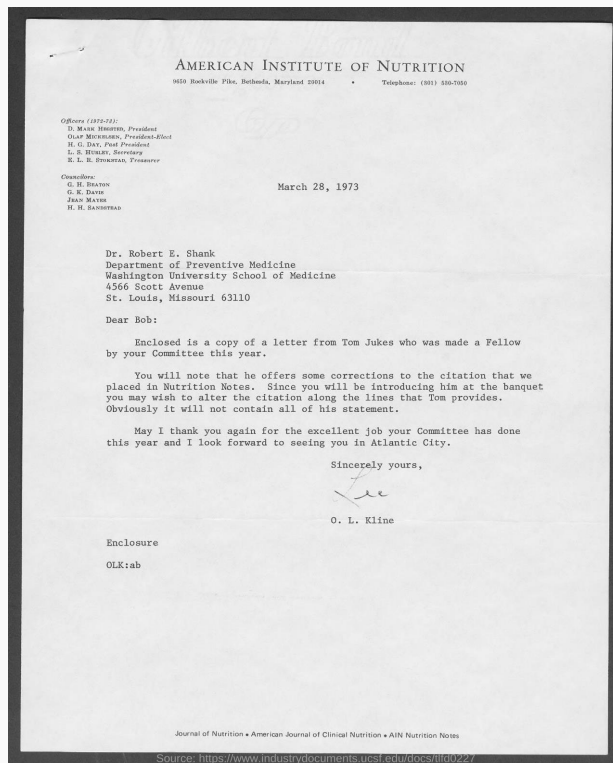 AMERICAN INSTITUTE OF NUTRITION
9650 Rockville Pike, Bethesda, Maryland 20014 • Telephone: (301) 530-7050
Officers (1972-73):
D. MARK HEGSTED, President
OLAF MICKELSEN, President-Elect
H. G. DAY, Past President
L. S. HURLEY, Secretary
E. L. R. STOKSTAD, Treasurer
Councilors:
G. H. BEATON
G. K. DAVIS
JEAN MAYER
H. H. SANDSTEAD
March 28, 1973
Dr. Robert E. Shank
Department of Preventive Medicine
Washington University School of Medicine
4566 Scott Avenue
St. Louis, Missouri 63110
Dear Bob:
Enclosed is a copy of a letter from Tom Jukes who was made a Fellow
by your Committee this year.
You will note that he offers some corrections to the citation that we
placed in Nutrition Notes. Since you will be introducing him at the banquet
you may wish to alter the citation along the lines that Tom provides.
Obviously it will not contain all of his statement.
May I thank you again for the excellent job your Committee has done
this year and I look forward to seeing you in Atlantic City.
Sincerely yours,
Lee
O. L. Kline
Enclosure
OLK:ab
Journal of Nutrition • American Journal of Clinical Nutrition • AIN Nutrition Notes
Source: https://www.industrydocuments.ucsf.edu/docs/tlfd0227